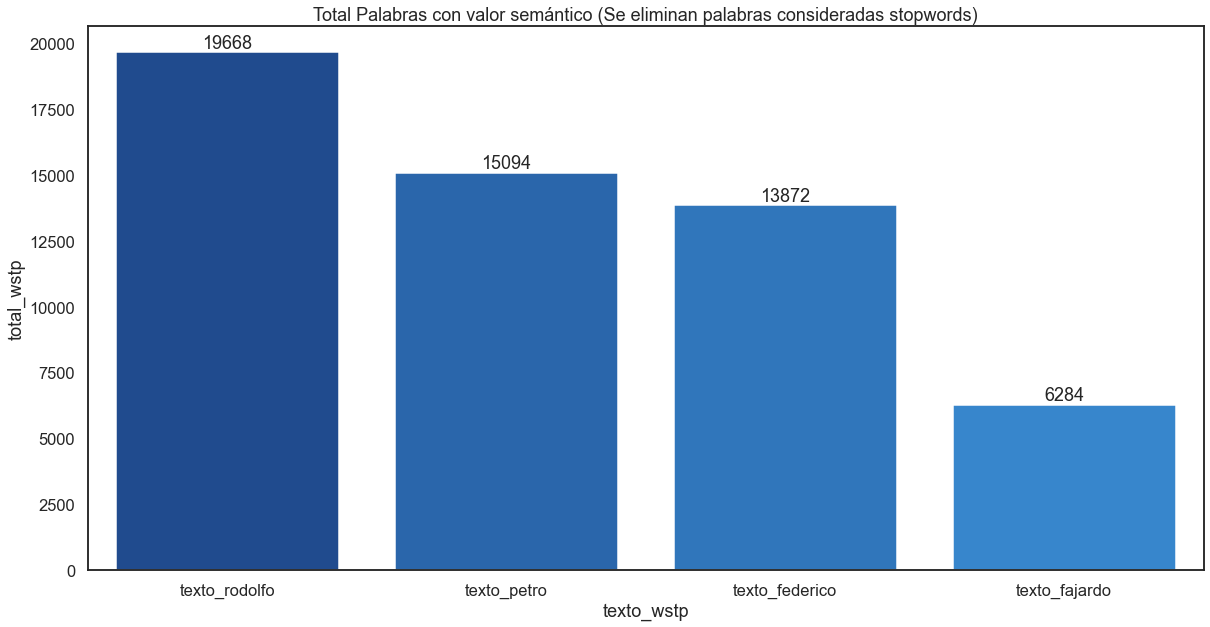 Total Palabras con valor semántico (Se eliminan palabras consideradas stopwords)
20000
17500
15000
12500
10000
7500
5000
2500
0
total_wstp
19668
15094
13872
6284
texto_rodolfo
texto_petro
texto_federico
texto_fajardo
texto_wstp